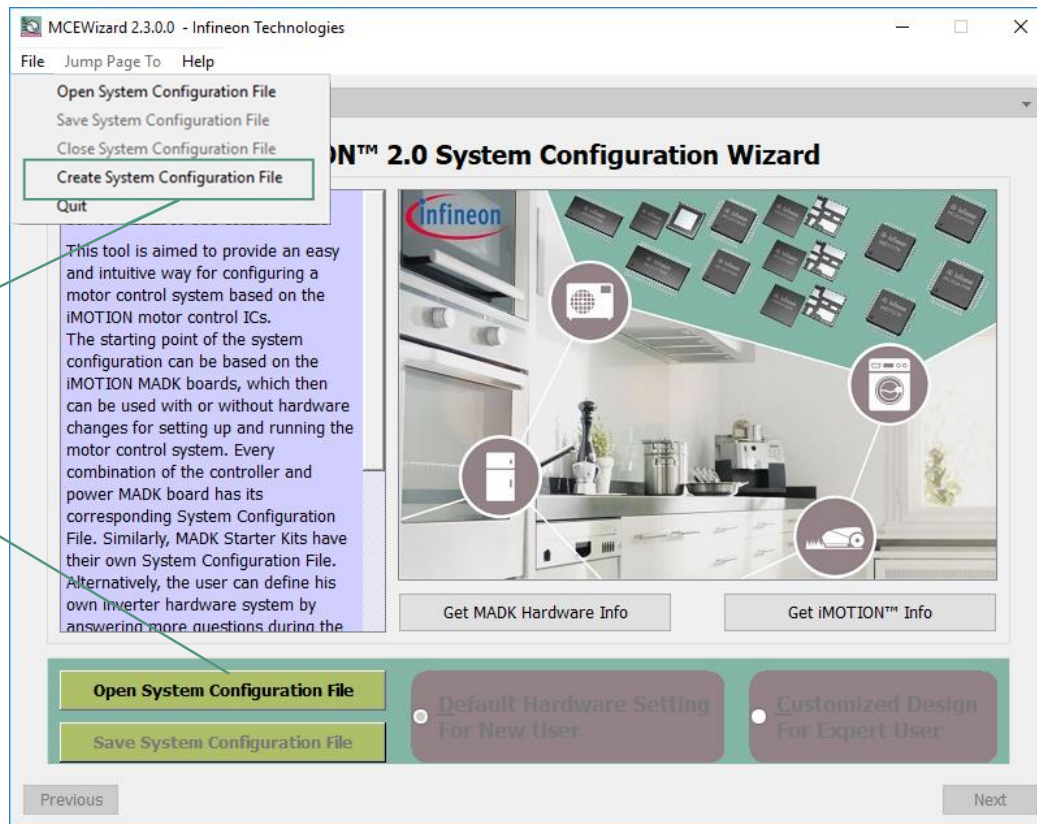 MCEWizard 2.3.0.0 - Infineon Technologies
File Jump Page To Help
Open System Configuration File
Save System Configuration File
Close System Configuration File
Create System Configuration File
Quit
ON™ 2.0 System Configuration Wizard
This tool is aimed to provide an easy
and intuitive way for configuring a
motor control system based on the
iMOTION motor control ICs.
The starting point of the system
configuration can be based on the
iMOTION MADK boards, which then
can be used with or without hardware
changes for setting up and running the
motor control system. Every
combination of the controller and
power MADK board has its
corresponding System Configuration
File. Similarly, MADK Starter Kits have
their own System Configuration File.
Alternatively, the user can define his
own inverter hardware system by
answering more questions during the
infineon
Get MADK Hardware Info
Get iMOTION™ Info
Open System Configuration File
Save System Configuration File
Default Hardware Setting
For New User
Customized Design
For Expert User
Previous
Next